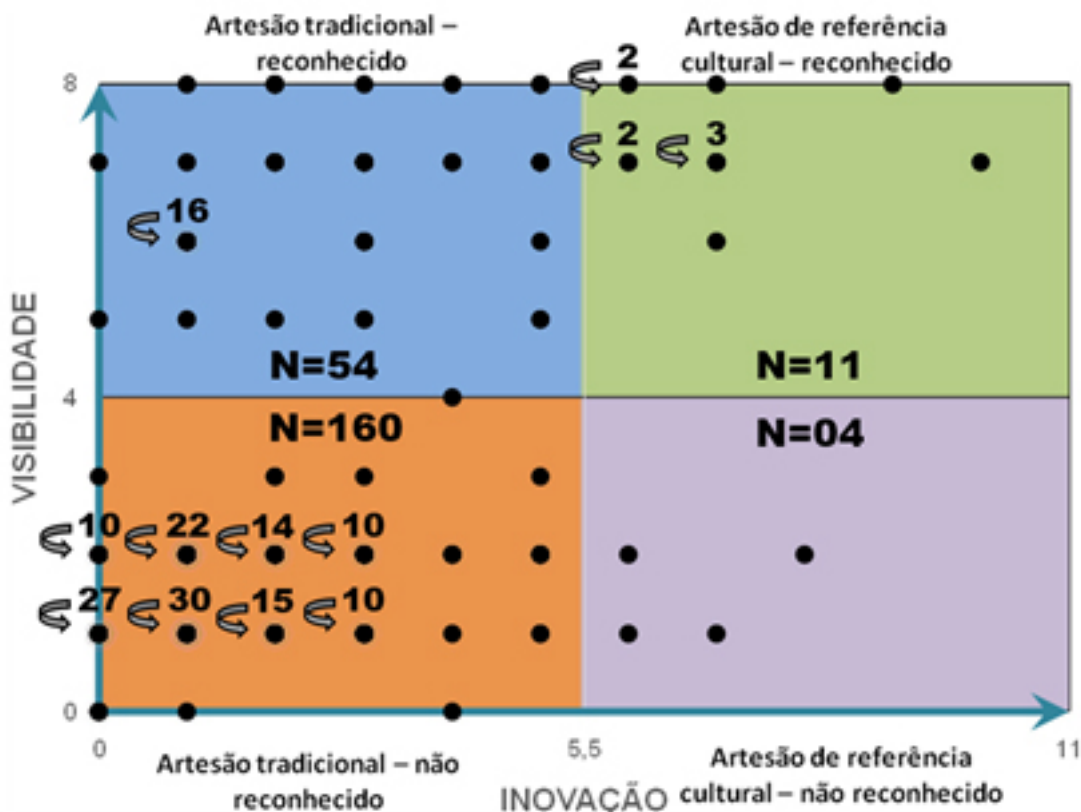 Artesão tradicional –
reconhecido
Artesão de referência
cultural – reconhecido
2
8
2 3
16
VISIBILIDADE
N=54 N=11
4
N=160 N=04
10 22 14 10
27 30 15 10
0
0 5,5 11
Artesão tradicional – não
reconhecido
INOVAÇÃO
Artesão de referência
cultural – não reconhecido